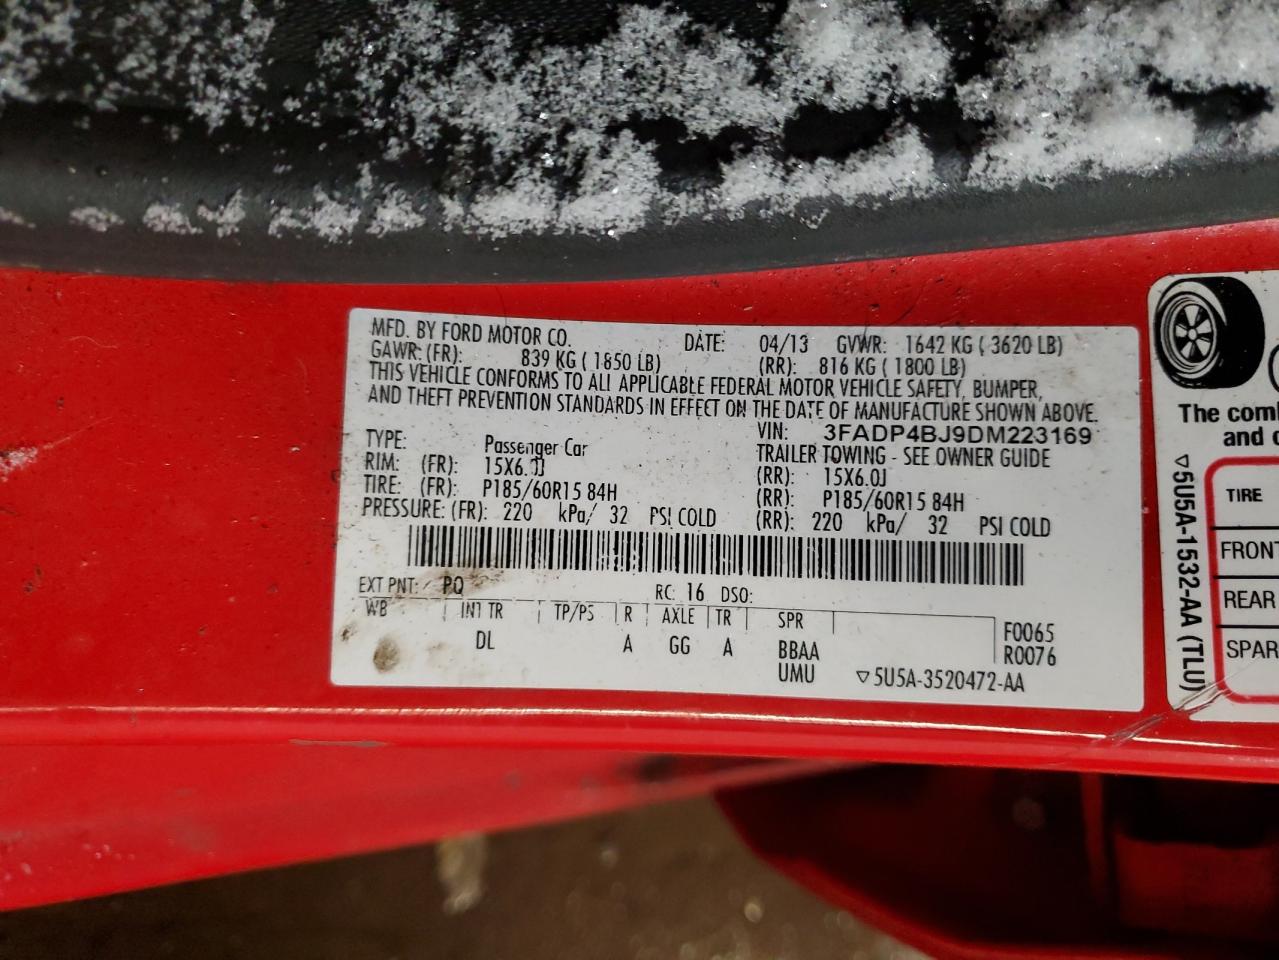 MFD. BY FORD MOTOR CO. DATE: 04/13 GVWR: 1642 KG ( 3620 LB)
GAWR: (FR): 839 KG ( 1850 LB) (RR): 816 KG ( 1800 LB)
THIS VEHICLE CONFORMS TO ALL APPLICABLE FEDERAL MOTOR VEHICLE SAFETY, BUMPER,
AND THEFT PREVENTION STANDARDS IN EFFECT ON THE DATE OF MANUFACTURE SHOWN ABOVE.
VIN: 3FADP4BJ9DM223169
TYPE: Passenger Car TRAILER TOWING - SEE OWNER GUIDE
RIM: (FR): 15X6.0J (RR): 15X6.0J
TIRE: (FR): P185/60R15 84H (RR): P185/60R15 84H
PRESSURE: (FR): 220 kPa/ 32 PSI COLD (RR): 220 kPa/ 32 PSI COLD
EXT PNT: PQ RC: 16 DSO:
WB INT TR TP/PS R AXLE TR SPR
DL A GG A BBAA
UMU
F0065
R0076
▽5U5A-3520472-AA
The com
and
▽5U5A-1532-AA (TLU)
TIRE
FRONT
REAR
SPAR